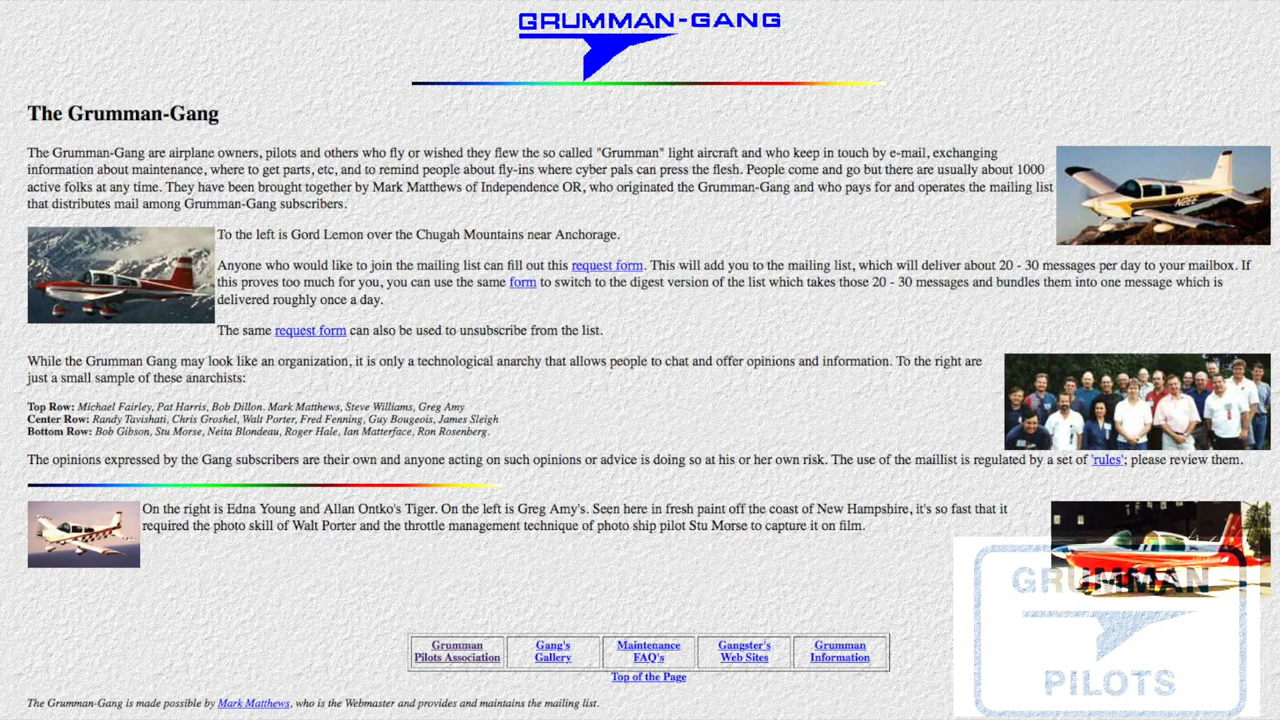 GRUMMAN-GANG
The Grumman-Gang
The Grumman-Gang are airplane owners, pilots and others who fly or wished they flew the so called "Grumman" light aircraft and who keep in touch by e-mail, exchanging
information about maintenance, where to get parts, etc, and to remind people about fly-ins where cyber pals can press the flesh. People come and go but there are usually about 1000
active folks at any time. They have been brought together by Mark Matthews of Independence OR, who originated the Grumman-Gang and who pays for and operates the mailing list
that distributes mail among Grumman-Gang subscribers.
To the left is Gord Lemon over the Chugah Mountains near Anchorage.
Anyone who would like to join the mailing list can fill out this request form. This will add you to the mailing list, which will deliver about 20 - 30 messages per day to your mailbox. If
this proves too much for you, you can use the same form to switch to the digest version of the list which takes those 20 - 30 messages and bundles them into one message which is
delivered roughly once a day.
The same request form can also be used to unsubscribe from the list.
While the Grumman Gang may look like an organization, it is only a technological anarchy that allows people to chat and offer opinions and information. To the right are
just a small sample of these anarchists:
Top Row: Michael Fairley, Pat Harris, Bob Dillon. Mark Matthews, Steve Williams, Greg Amy
Center Row: Randy Tavishati, Chris Groshel, Walt Porter, Fred Fenning, Guy Bougeois, James Sleigh
Bottom Row: Bob Gibson, Stu Morse, Neita Blondeau, Roger Hale, Ian Matterface, Ron Rosenberg.
The opinions expressed by the Gang subscribers are their own and anyone acting on such opinions or advice is doing so at his or her own risk. The use of the maillist is regulated by a set of 'rules'; please review them.
On the right is Edna Young and Allan Ontko's Tiger. On the left is Greg Amy's. Seen here in fresh paint off the coast of New Hampshire, it's so fast that it
required the photo skill of Walt Porter and the throttle management technique of photo ship pilot Stu Morse to capture it on film.
GRUMMAN
PILOTS
Grumman Pilots Association
Gang's Gallery
Maintenance FAQ's
Gangster's Web Sites
Grumman Information
Top of the Page
The Grumman-Gang is made possible by Mark Matthews, who is the Webmaster and provides and maintains the mailing list.